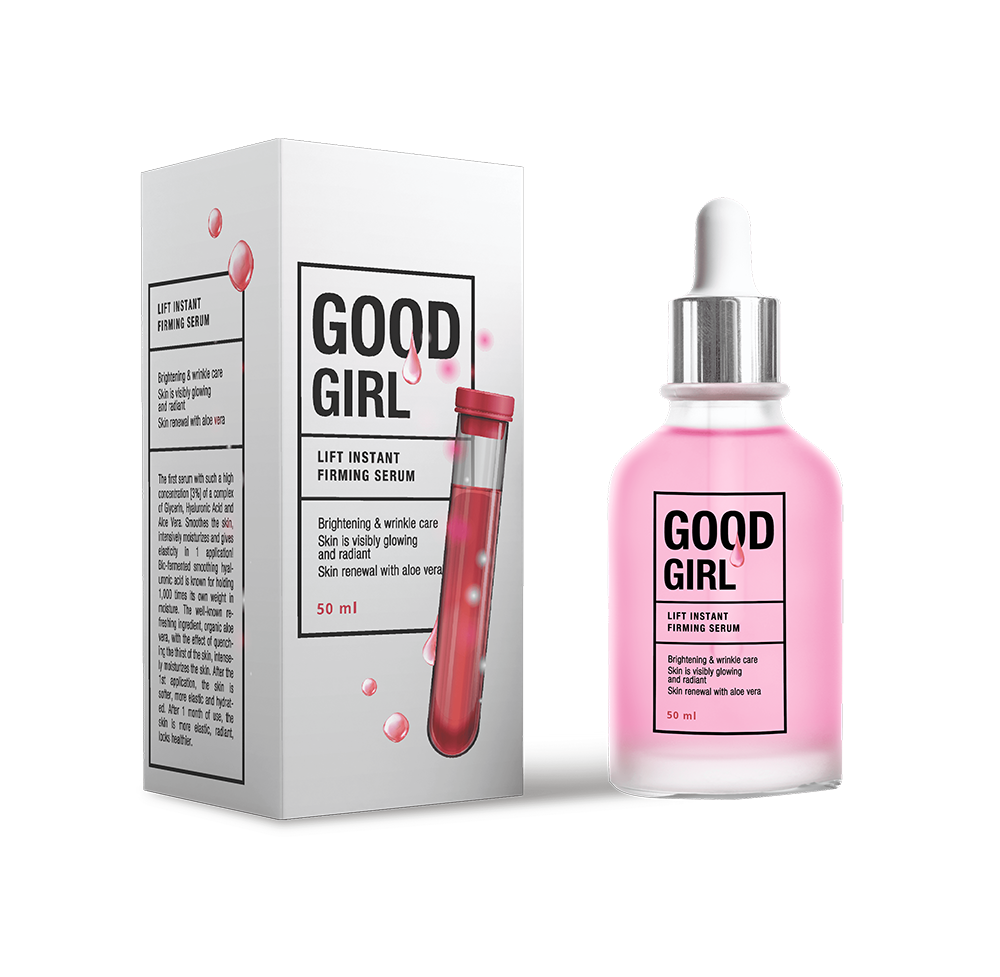 LIFT INSTANT
FIRMING SERUM
Brightening & wrinkle care
Skin is visibly glowing
and radiant
Skin renewal with aloe vera
The first serum with such a high
concentration [3%] of a complex
of Glycerin, Hyaluronic Acid and
Aloe Vera. Smoothes the skin,
intensively moisturizes and gives
elasticity in 1 application!
Bio-fermented smoothing hyal-
uronic acid is known for holding
1,000 times its own weight in
moisture. The well-known re-
freshing ingredient, organic aloe
vera, with the effect of quench-
ing the thirst of the skin, intense-
ly moisturizes the skin. After the
1st application, the skin is
softer, more elastic and hydrat-
ed. After 1 month of use, the
skin is more elastic, radiant,
looks healthier.
GOOD
GIRL
LIFT INSTANT
FIRMING SERUM
Brightening & wrinkle care
Skin is visibly glowing
and radiant
Skin renewal with aloe vera
50 ml
GOOD
GIRL
LIFT INSTANT
FIRMING SERUM
Brightening & wrinkle care
Skin is visibly glowing
and radiant
Skin renewal with aloe vera
50 ml